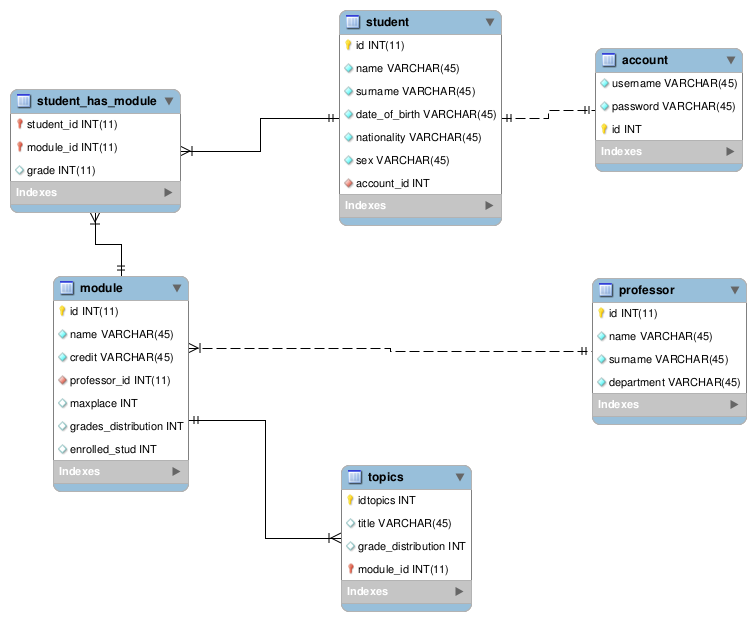 student
id INT(11)
name VARCHAR(45)
surname VARCHAR(45)
date_of_birth VARCHAR(45)
nationality VARCHAR(45)
sex VARCHAR(45)
account_id INT
Indexes
account
username VARCHAR(45)
password VARCHAR(45)
id INT
Indexes
student_has_module
student_id INT(11)
module_id INT(11)
grade INT(11)
Indexes
module
id INT(11)
name VARCHAR(45)
credit VARCHAR(45)
professor_id INT(11)
maxplace INT
grades_distribution INT
enrolled_stud INT
Indexes
professor
id INT(11)
name VARCHAR(45)
surname VARCHAR(45)
department VARCHAR(45)
Indexes
topics
idtopics INT
title VARCHAR(45)
grade_distribution INT
module_id INT(11)
Indexes